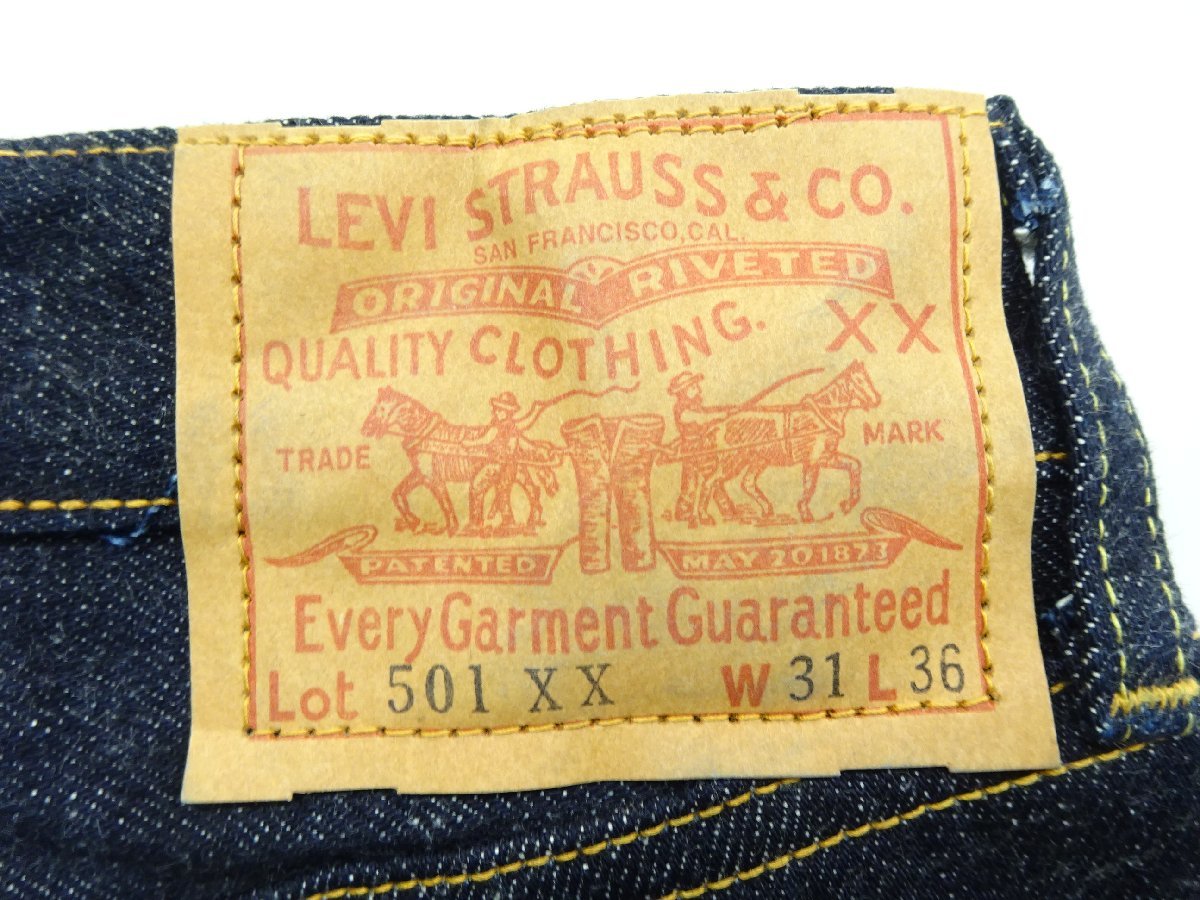 LEVI STRAUSS & CO.
SAN FRANCISCO, CAL.
ORIGINAL RIVETED
QUALITY CLOTHING. XX
TRADE MARK
PATENTED MAY 20 1873
Every Garment Guaranteed
Lot 501 XX W 31 L 36